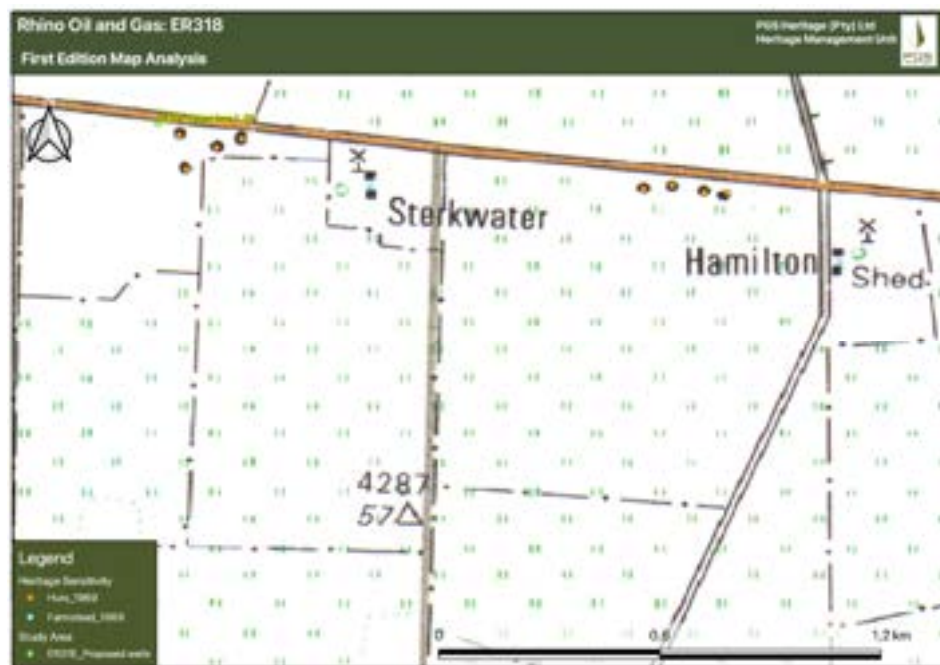 Rhino Oil and Gas: ER318
First Edition Map Analysis
PGS Heritage (Pty) Ltd
Heritage Management Unit
Sterkwater
Hamilton
Shed
4287
57
Legend
Heritage Sensitivity
Study Area
0
0.6
1.2 km